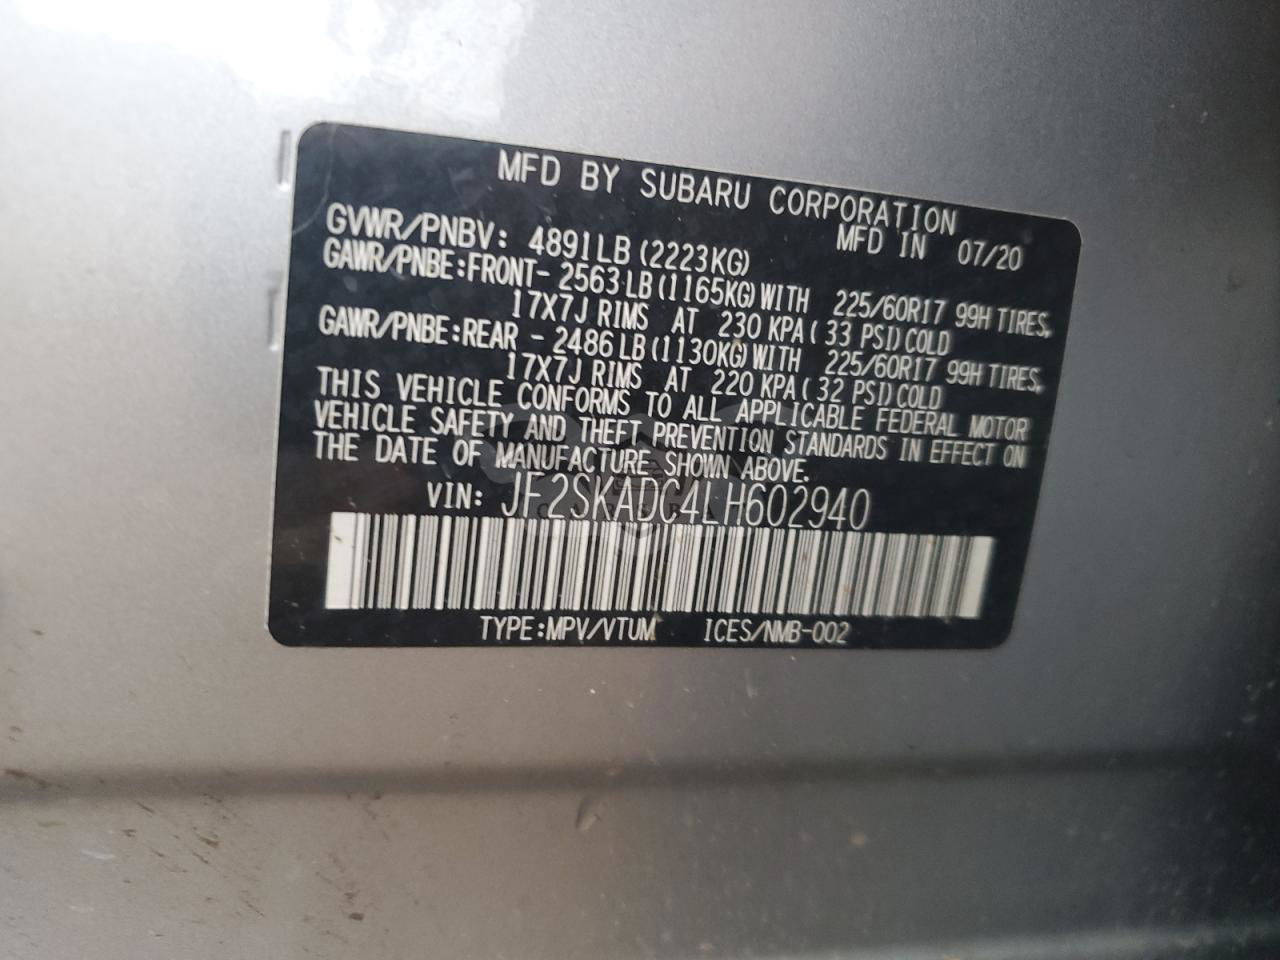 MFD BY SUBARU CORPORATION
MFD IN 07/20
GVWR/PNBV: 4891LB (2223KG)
GAWR/PNBE:FRONT- 2563 LB (1165KG) WITH 225/60R17 99H TIRES,
17X7J RIMS AT 230 KPA ( 33 PSI) COLD
GAWR/PNBE:REAR - 2486 LB (1130KG) WITH 225/60R17 99H TIRES,
17X7J RIMS AT 220 KPA ( 32 PSI) COLD
THIS VEHICLE CONFORMS TO ALL APPLICABLE FEDERAL MOTOR
VEHICLE SAFETY AND THEFT PREVENTION STANDARDS IN EFFECT ON
THE DATE OF MANUFACTURE SHOWN ABOVE.
VIN: JF2SKADC4LH602940
TYPE:MPV/VTUM ICES/NMB-002